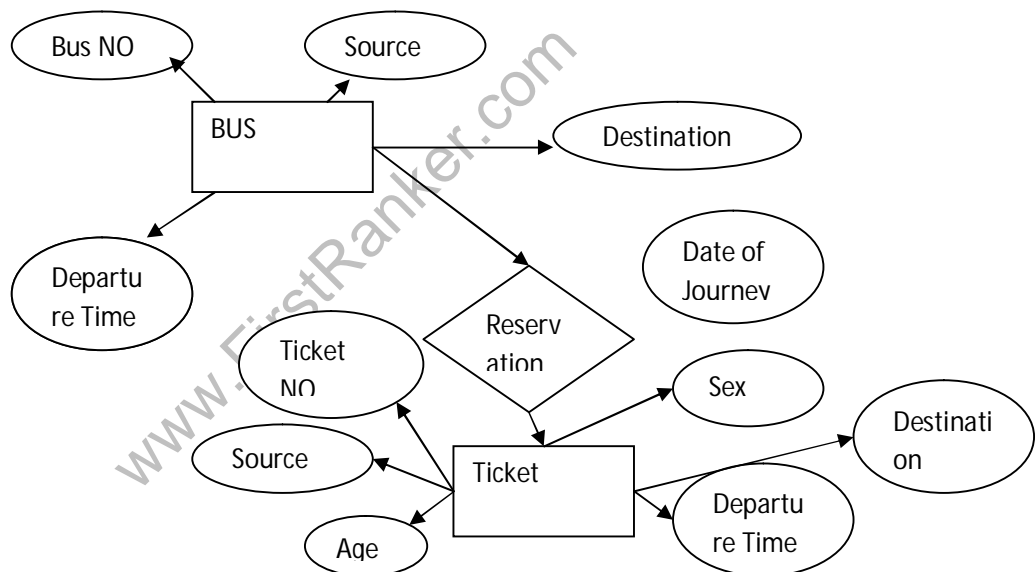 Bus NO
Source
BUS
Destination
Departu
re Time
Date of
Journey
Reserv
ation
Ticket
NO
Sex
Destinati
on
Source
Ticket
Departu
re Time
Age
www.FirstRanker.com